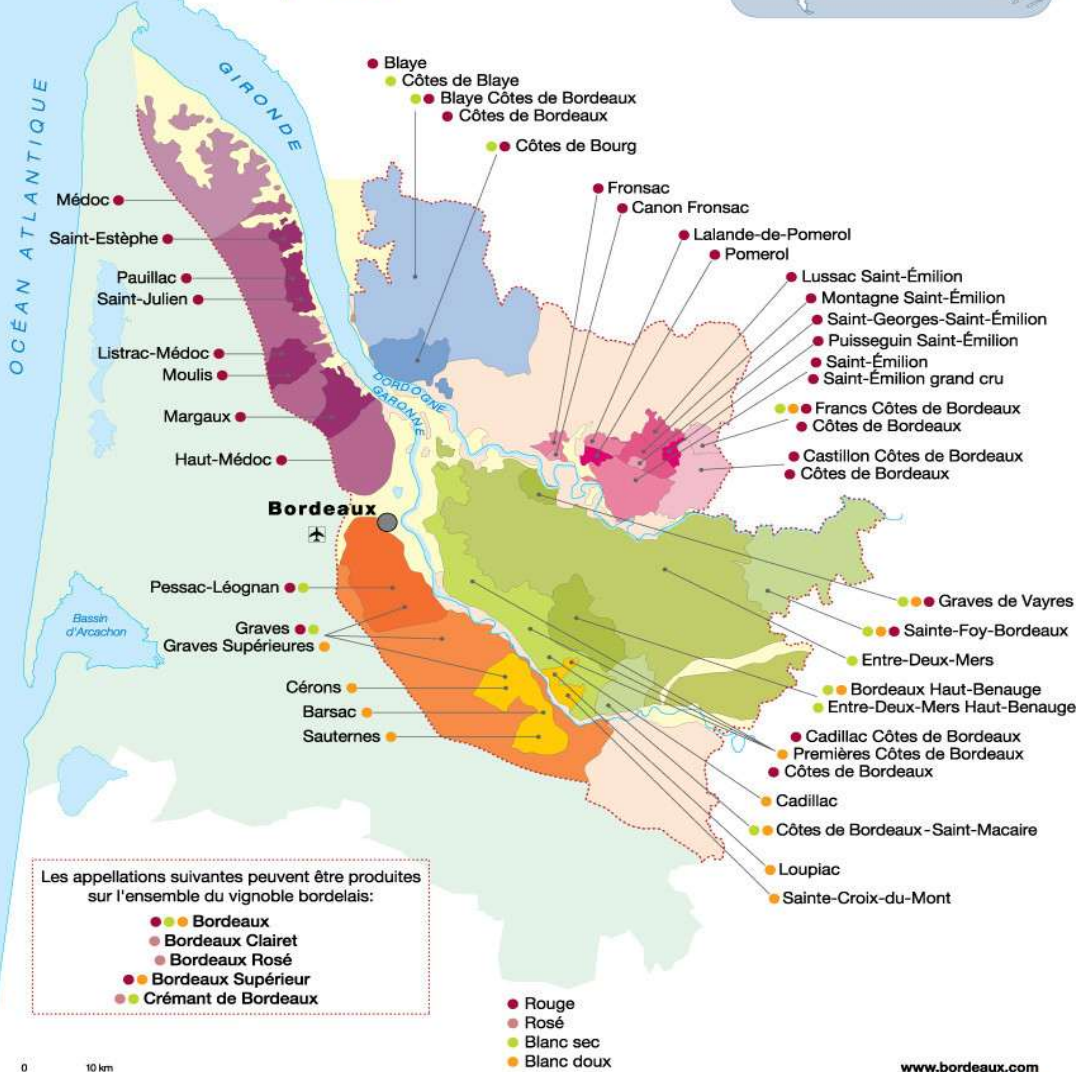 OCÉAN ATLANTIQUE
GIRONDE
Blaye
Côtes de Blaye
Blaye Côtes de Bordeaux
Côtes de Bordeaux
Côtes de Bourg
Fronsac
Canon Fronsac
Lalande-de-Pomerol
Pomerol
Lussac Saint-Émilion
Montagne Saint-Émilion
Saint-Georges-Saint-Émilion
Puisseguin Saint-Émilion
Saint-Émilion
Saint-Émilion grand cru
Francs Côtes de Bordeaux
Côtes de Bordeaux
Castillon Côtes de Bordeaux
Côtes de Bordeaux
Médoc
Saint-Estèphe
Pauillac
Saint-Julien
Listrac-Médoc
Moulis
Margaux
Haut-Médoc
DORDOGNE
GARONNE
Bordeaux
Pessac-Léognan
Graves
Graves Supérieures
Cérons
Barsac
Sauternes
Bassin
d'Arcachon
Graves de Vayres
Sainte-Foy-Bordeaux
Entre-Deux-Mers
Bordeaux Haut-Benauge
Entre-Deux-Mers Haut-Benauge
Cadillac Côtes de Bordeaux
Premières Côtes de Bordeaux
Côtes de Bordeaux
Cadillac
Côtes de Bordeaux-Saint-Macaire
Loupiac
Sainte-Croix-du-Mont
Les appellations suivantes peuvent être produites
sur l'ensemble du vignoble bordelais:
Bordeaux
Bordeaux Clairet
Bordeaux Rosé
Bordeaux Supérieur
Crémant de Bordeaux
Rouge
Rosé
Blanc sec
Blanc doux
0 10 km
www.bordeaux.com